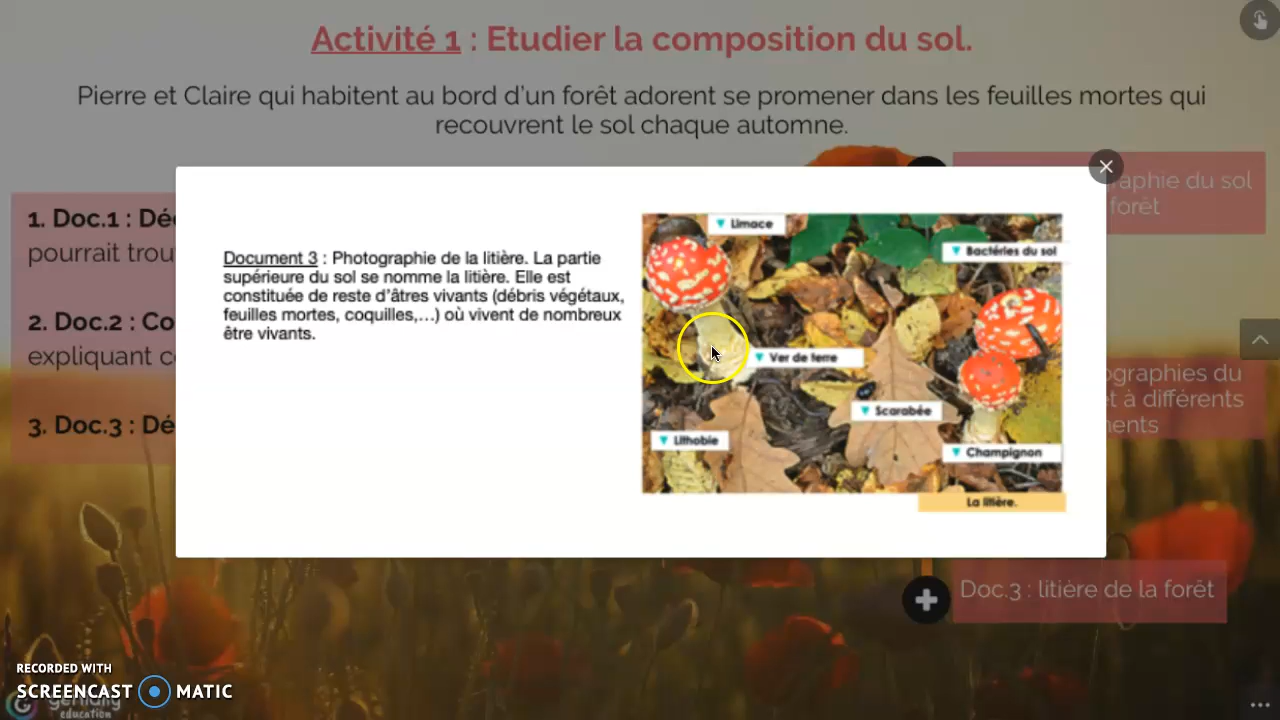 Activité 1 : Etudier la composition du sol.
Pierre et Claire qui habitent au bord d'un forêt adorent se promener dans les feuilles mortes qui
recouvrent le sol chaque automne.
1. Doc.1 : Déc
pourrait trou
2. Doc.2 : Co
expliquant c
3. Doc.3 : Dé
Document 3 : Photographie de la litière. La partie
supérieure du sol se nomme la litière. Elle est
constituée de reste d'âtres vivants (débris végétaux,
feuilles mortes, coquilles,...) où vivent de nombreux
être vivants.
Limace
Bactéries du sol
Ver de terre
Scarabée
Lithobie
Champignon
La litière.
raphie du sol
forêt
ographies du
et à différents
ments
Doc.3 : litière de la forêt
RECORDED WITH
SCREENCAST MATIC
genially
education